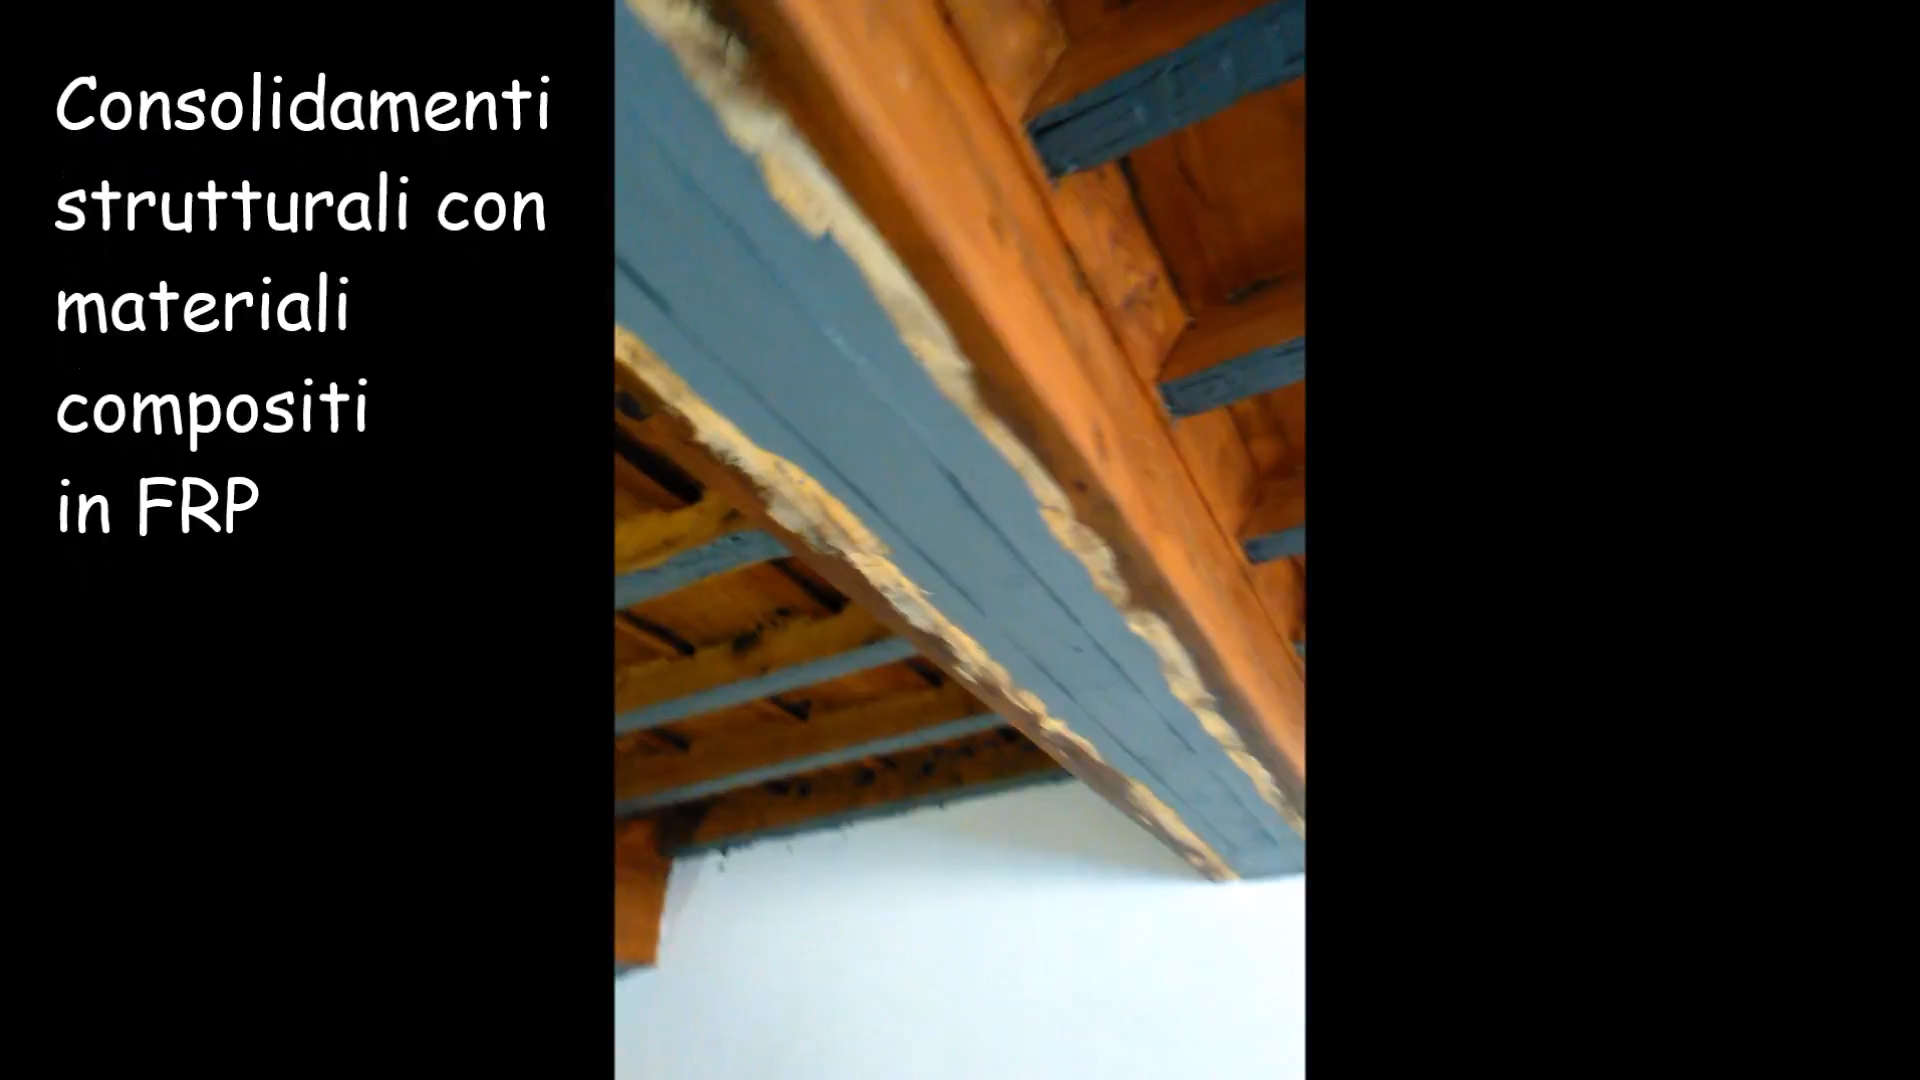 Consolidamenti
strutturali con
materiali
compositi
in FRP